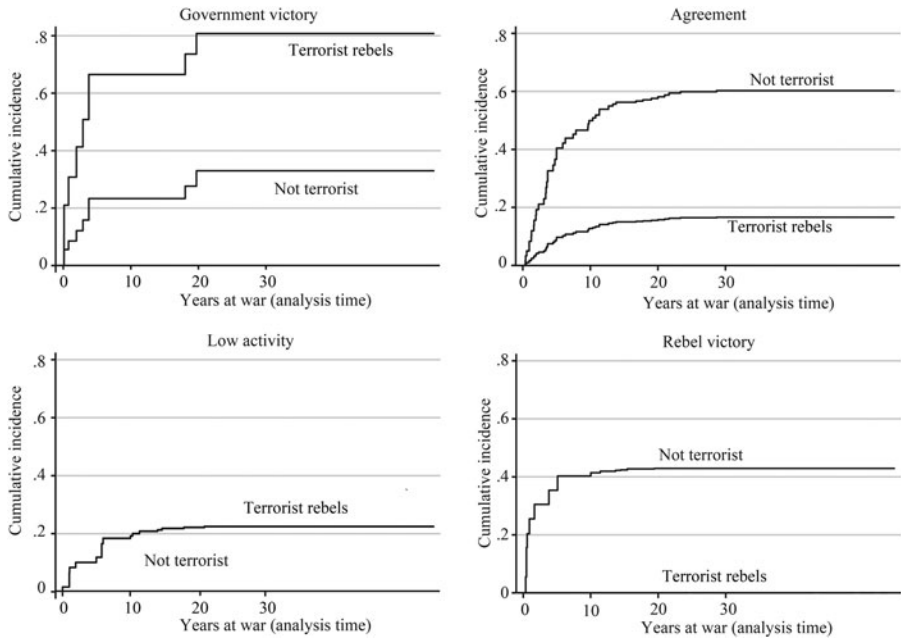 Government victory
.8
Terrorist rebels
.6
.4
Not terrorist
.2
0
Cumulative incidence
0 10 20 30
Years at war (analysis time)
Agreement
.8
Not terrorist
.6
.4
.2
Terrorist rebels
0
Cumulative incidence
0 10 20 30
Years at war (analysis time)
Low activity
.8
.6
.4
Terrorist rebels
.2
Not terrorist
0
Cumulative incidence
0 10 20 30
Years at war (analysis time)
Rebel victory
.8
.6
Not terrorist
.4
.2
Terrorist rebels
0
Cumulative incidence
0 10 20 30
Years at war (analysis time)